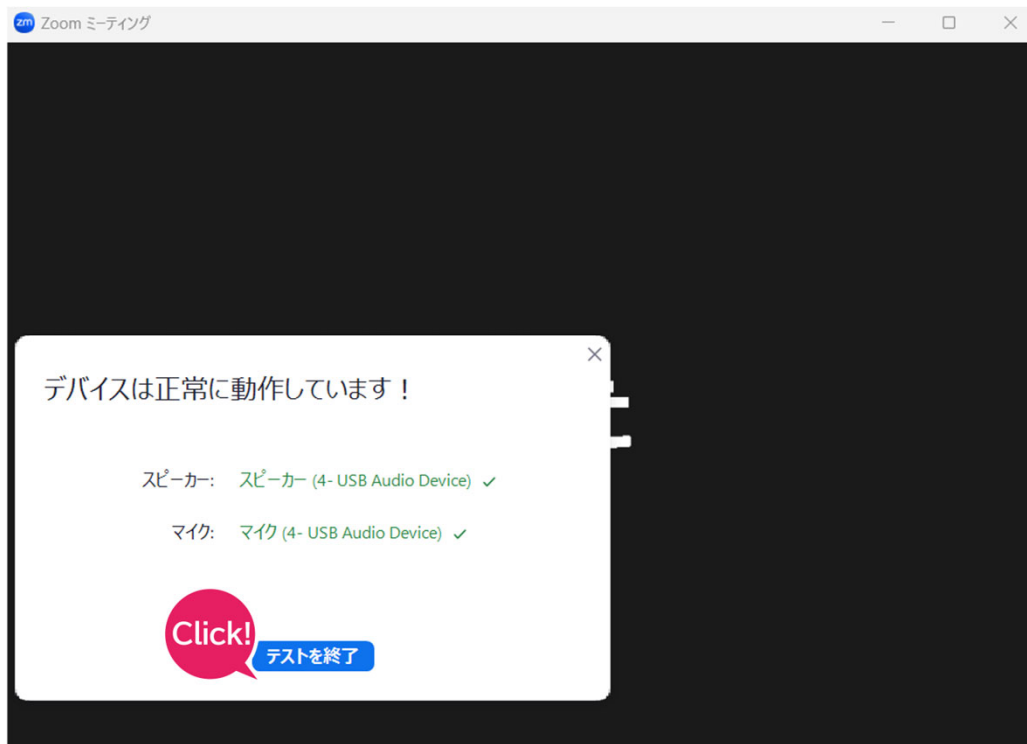 zm Zoom ミーティング
デバイスは正常に動作しています！
スピーカー: スピーカー (4- USB Audio Device)
マイク: マイク (4- USB Audio Device)
Click!
テストを終了